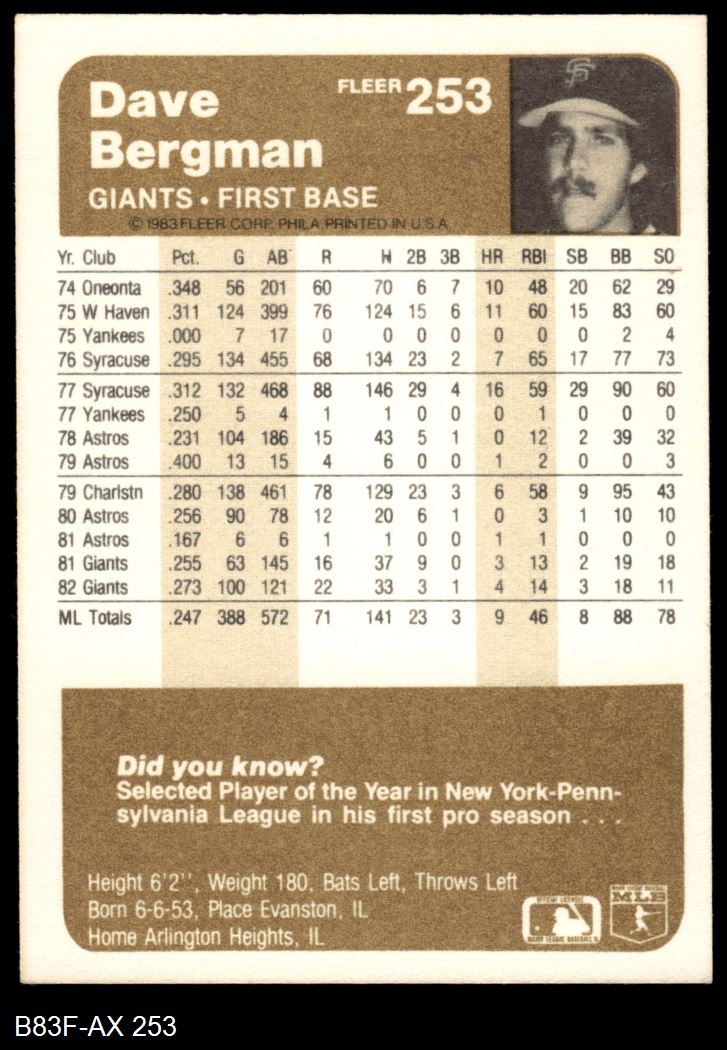 Dave
Bergman
FLEER 253
GIANTS • FIRST BASE
© 1983 FLEER CORP. PHILA. PRINTED IN U.S.A.
Yr. Club Pct. G AB R H 2B 3B HR RBI SB BB SO
74 Oneonta .348 56 201 60 70 6 7 10 48 20 62 29
75 W Haven .311 124 399 76 124 15 6 11 60 15 83 60
75 Yankees .000 7 17 0 0 0 0 0 0 0 2 4
76 Syracuse .295 134 455 68 134 23 2 7 65 17 77 73
77 Syracuse .312 132 468 88 146 29 4 16 59 29 90 60
77 Yankees .250 5 4 1 1 0 0 0 1 0 0 0
78 Astros .231 104 186 15 43 5 1 0 12 2 39 32
79 Astros .400 13 15 4 6 0 0 1 2 0 0 3
79 Charlstn .280 138 461 78 129 23 3 6 58 9 95 43
80 Astros .256 90 78 12 20 6 1 0 3 1 10 10
81 Astros .167 6 6 1 1 0 0 1 1 0 0 0
81 Giants .255 63 145 16 37 9 0 3 13 2 19 18
82 Giants .273 100 121 22 33 3 1 4 14 3 18 11
ML Totals .247 388 572 71 141 23 3 9 46 8 88 78
Did you know?
Selected Player of the Year in New York-Penn-
sylvania League in his first pro season . . .
Height 6'2'', Weight 180, Bats Left, Throws Left
Born 6-6-53, Place Evanston, IL
Home Arlington Heights, IL
OFFICIAL LICENSEE
MAJOR LEAGUE BASEBALL
MAJOR LEAGUE BASEBALL
MLB
SF
B83F-AX 253